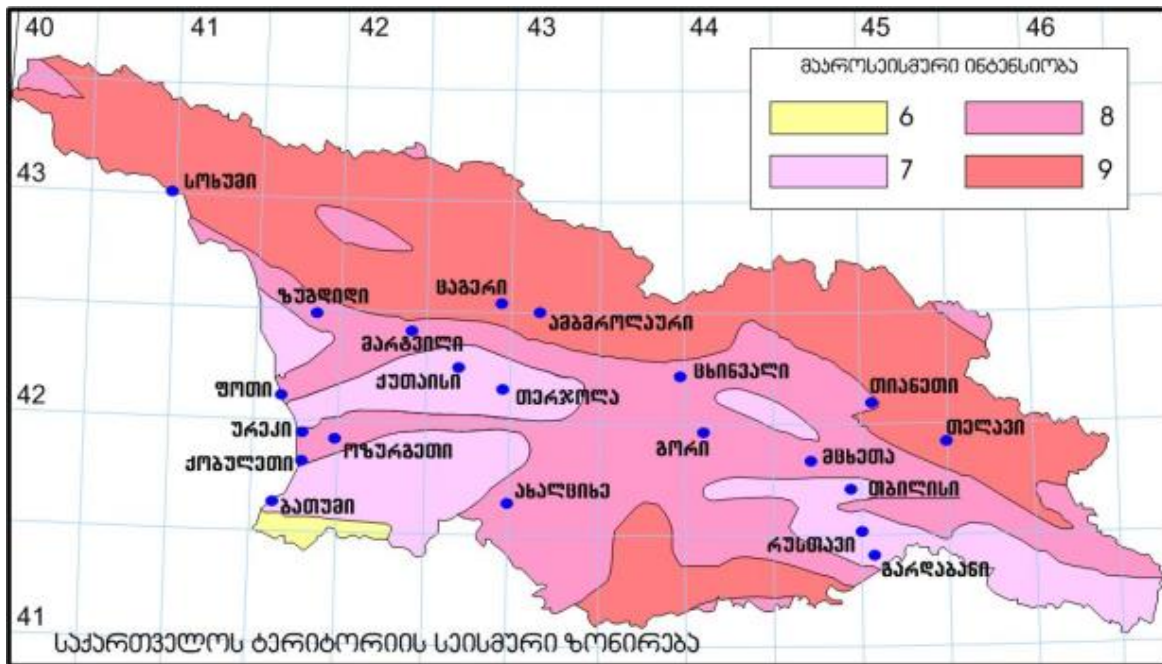 40 41 42 43 44 45 46
მაკროსეისმური ინტენსიობა
6 8
7 9
43
სოხუმი
ცაგერი
ზუგდიდი
ამბმროლაური
მარტვილი
ქუთაისი
ცხინვალი
თერჯოლა
ფოთი
თიანეთი
42
ურეკი
თელავი
ოზურგეთი
გორი
მცხეთა
ქობულეთი
ახალციხე
თბილისი
ბათუმი
რუსთავი
გარდაბანი
41
საქართველოს ტერიტორიის სეისმური ზონირება